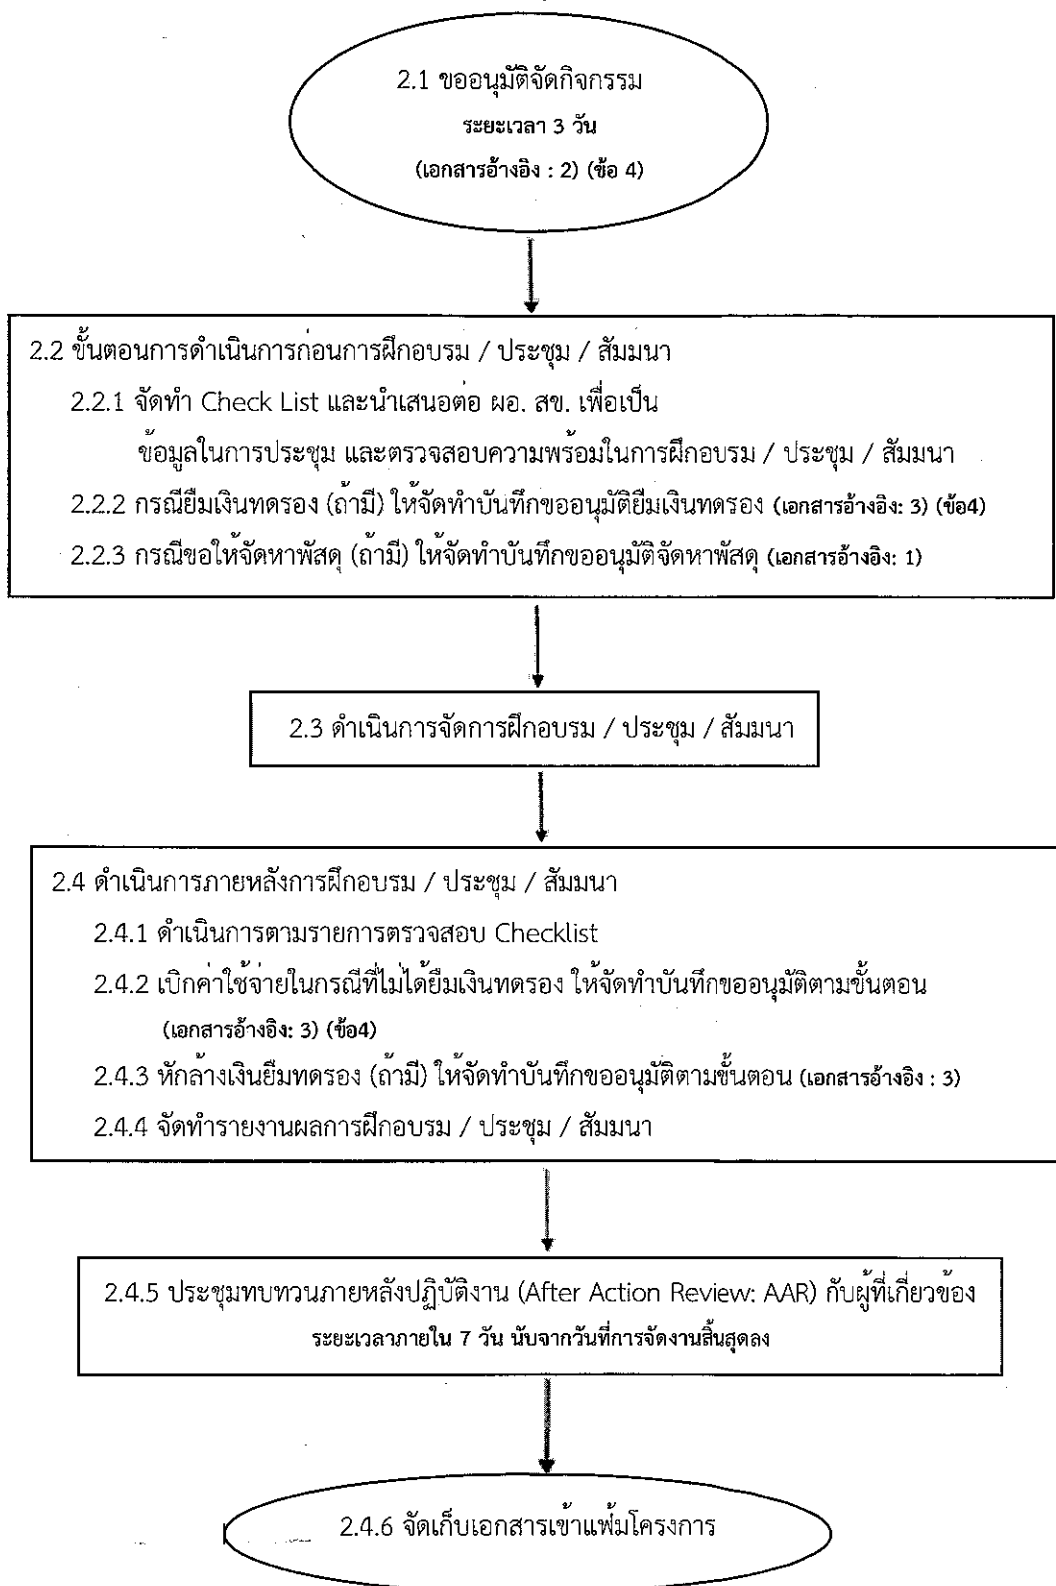 2.1 ขออนุมัติจัดกิจกรรม
ระยะเวลา 3 วัน
(เอกสารอ้างอิง : 2) (ข้อ 4)
2.2 ขั้นตอนการดำเนินการก่อนการฝึกอบรม / ประชุม / สัมมนา
2.2.1 จัดทำ Check List และนำเสนอต่อ ผอ. สข. เพื่อเป็น
ข้อมูลในการประชุม และตรวจสอบความพร้อมในการฝึกอบรม / ประชุม / สัมมนา
2.2.2 กรณียืมเงินทดรอง (ถ้ามี) ให้จัดทำบันทึกขออนุมัติยืมเงินทดรอง (เอกสารอ้างอิง: 3) (ข้อ4)
2.2.3 กรณีขอให้จัดหาพัสดุ (ถ้ามี) ให้จัดทำบันทึกขออนุมัติจัดหาพัสดุ (เอกสารอ้างอิง: 1)
2.3 ดำเนินการจัดการฝึกอบรม / ประชุม / สัมมนา
2.4 ดำเนินการภายหลังการฝึกอบรม / ประชุม / สัมมนา
2.4.1 ดำเนินการตามรายการตรวจสอบ Checklist
2.4.2 เบิกค่าใช้จ่ายในกรณีที่ไม่ได้ยืมเงินทดรอง ให้จัดทำบันทึกขออนุมัติตามขั้นตอน
(เอกสารอ้างอิง: 3) (ข้อ4)
2.4.3 หักล้างเงินยืมทดรอง (ถ้ามี) ให้จัดทำบันทึกขออนุมัติตามขั้นตอน (เอกสารอ้างอิง : 3)
2.4.4 จัดทำรายงานผลการฝึกอบรม / ประชุม / สัมมนา
2.4.5 ประชุมทบทวนภายหลังปฏิบัติงาน (After Action Review: AAR) กับผู้ที่เกี่ยวข้อง
ระยะเวลาภายใน 7 วัน นับจากวันที่การจัดงานสิ้นสุดลง
2.4.6 จัดเก็บเอกสารเข้าแฟ้มโครงการ